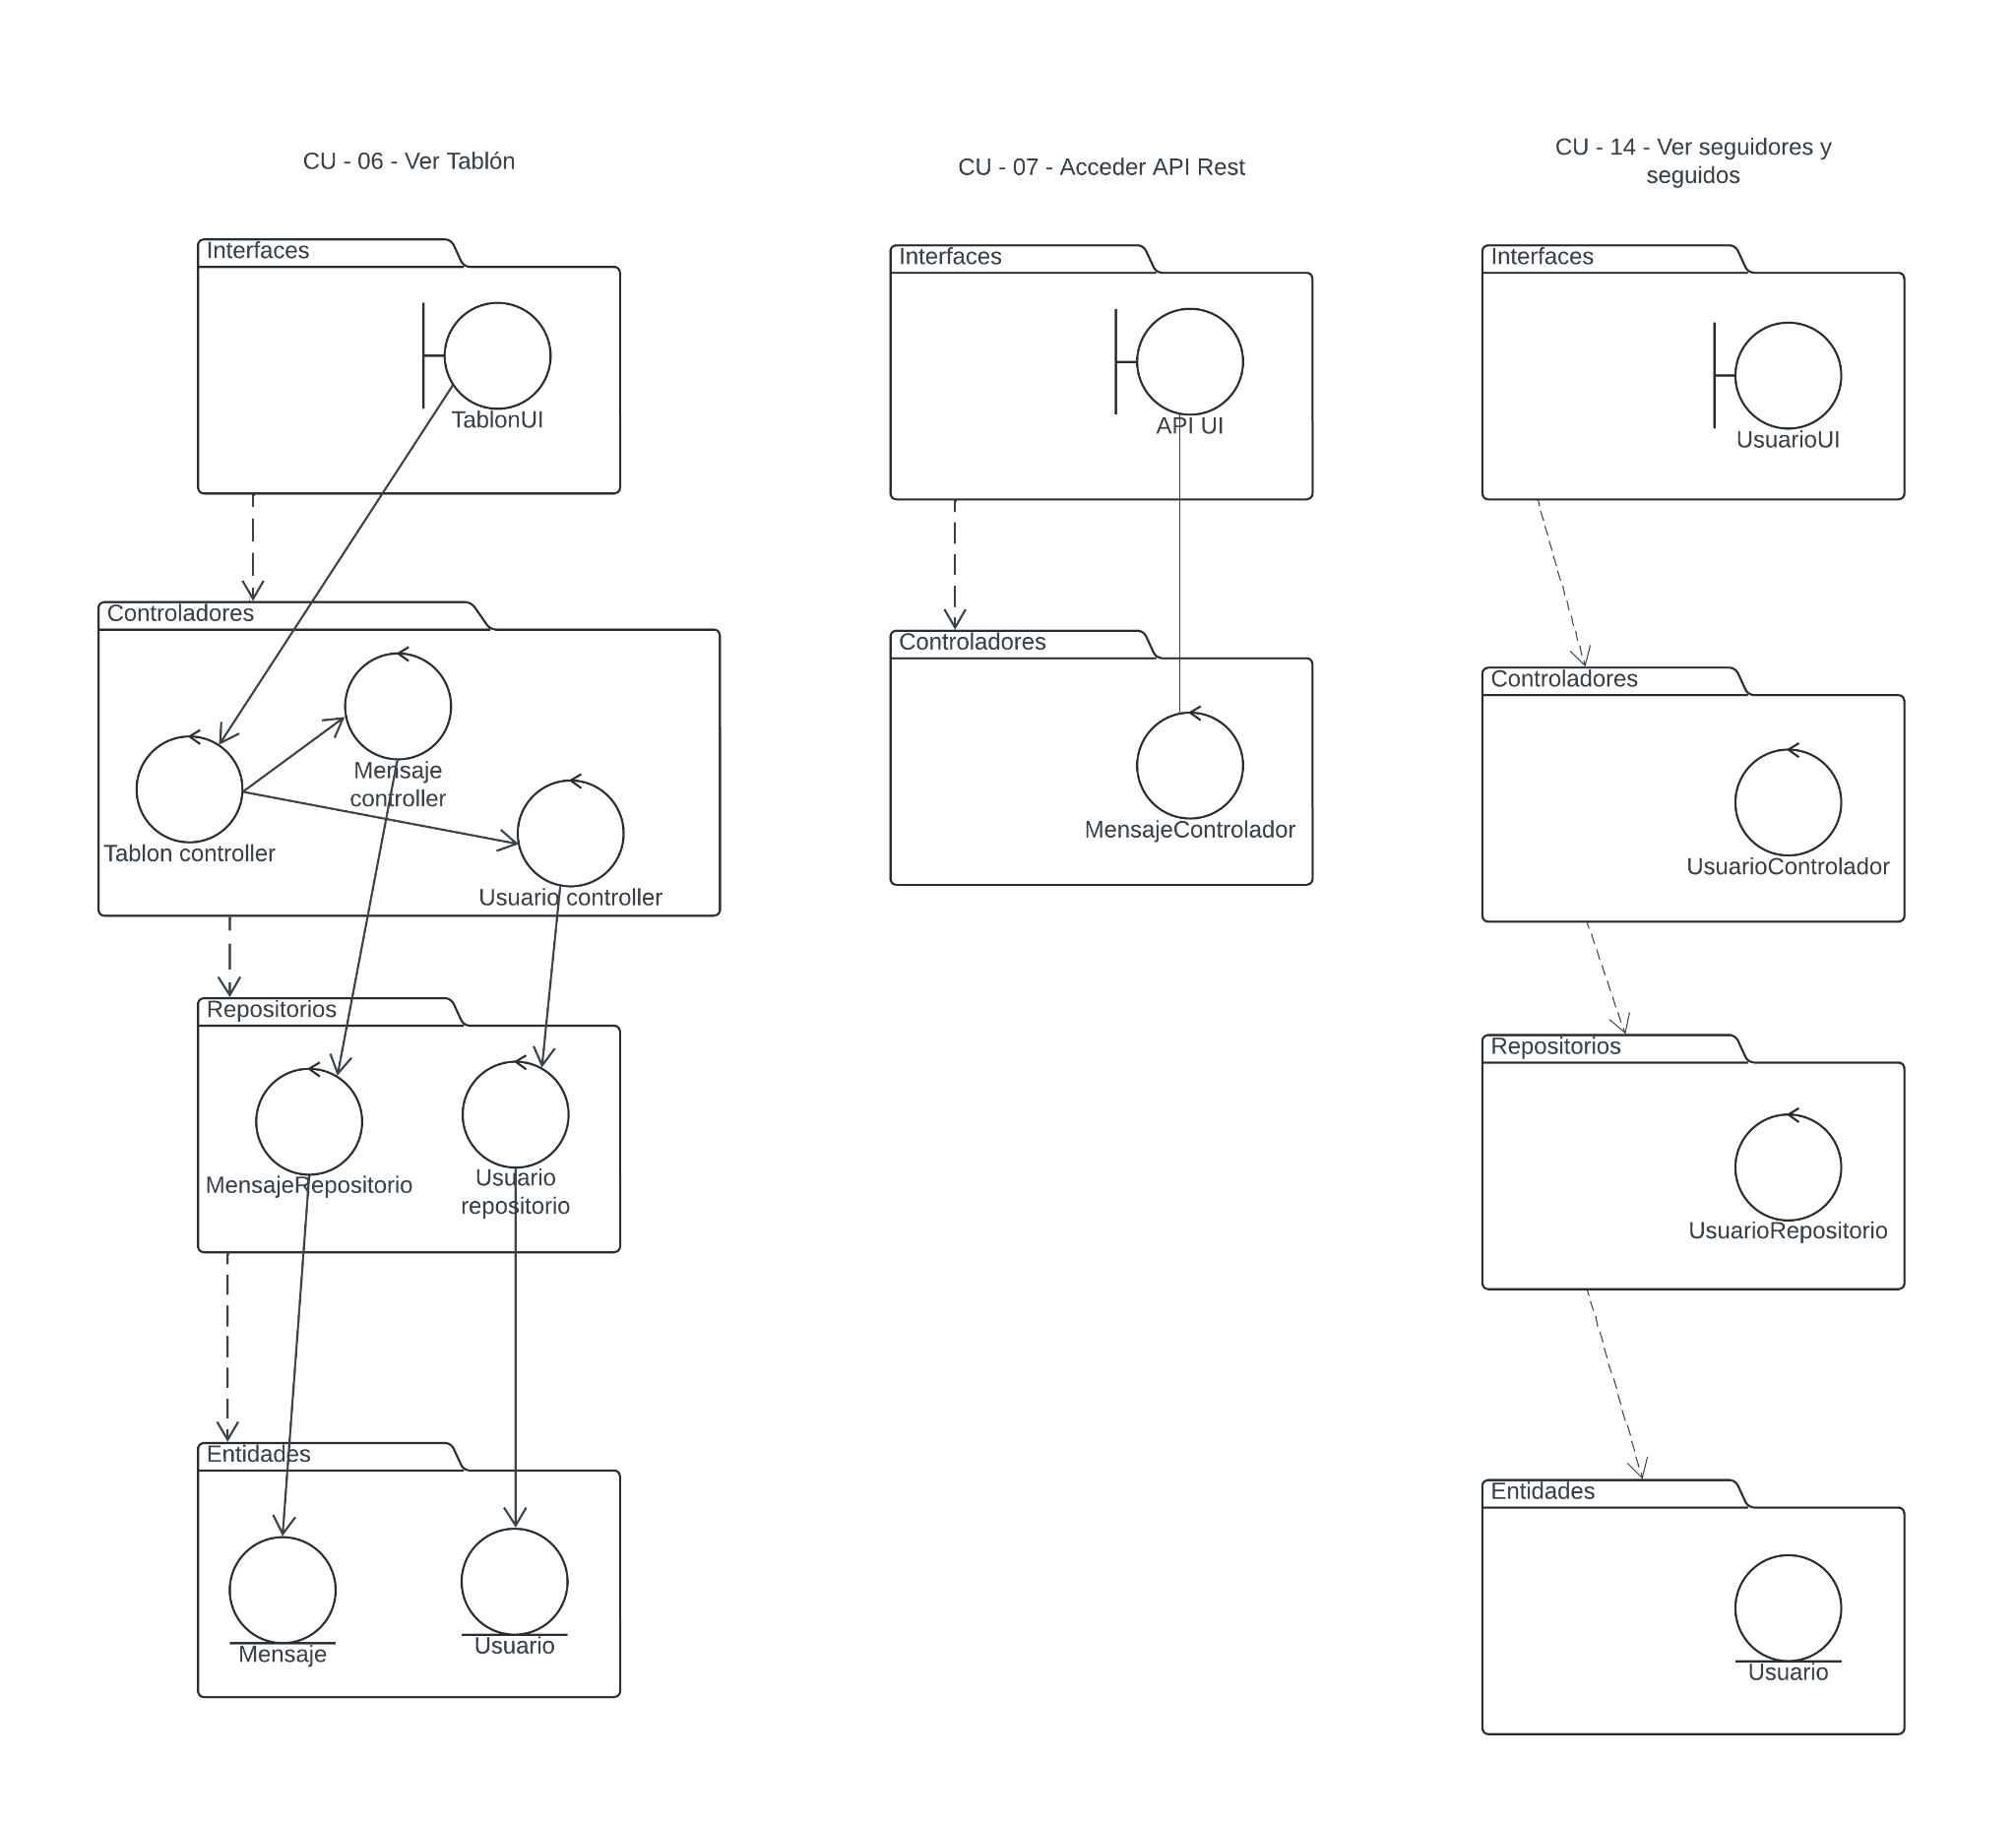 CU - 06 - Ver Tablón
Interfaces
TablonUI
Controladores
Mensaje
controller
Tablon controller
Usuario controller
Repositorios
MensajeRepositorio
Usuario
repositorio
Entidades
Mensaje
Usuario
CU - 07 - Acceder API Rest
Interfaces
API UI
Controladores
MensajeControlador
CU - 14 - Ver seguidores y
seguidos
Interfaces
UsuarioUI
Controladores
UsuarioControlador
Repositorios
UsuarioRepositorio
Entidades
Usuario